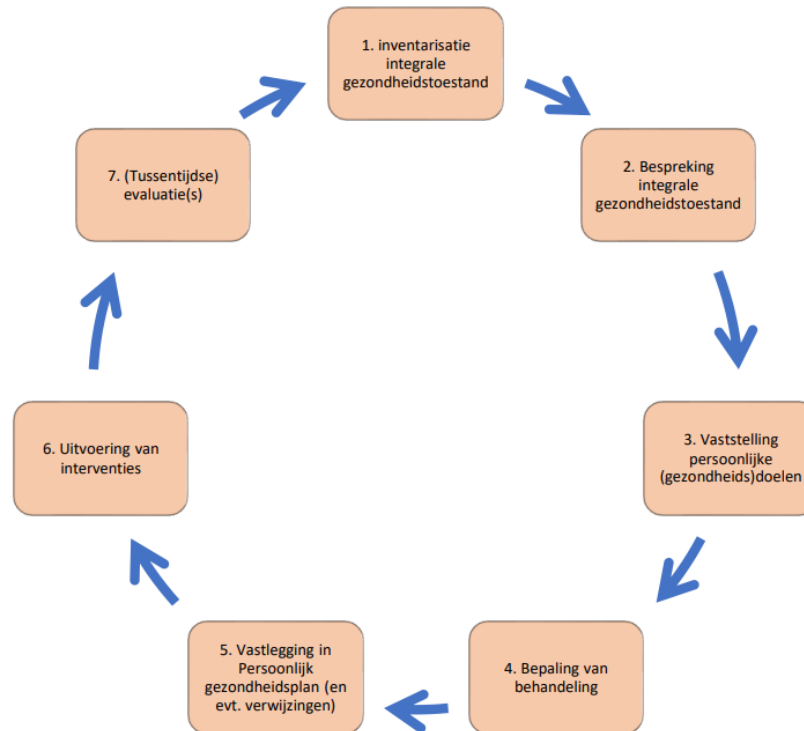 1. inventarisatie
integrale
gezondheidstoestand
2. Bespreking
integrale
gezondheidstoestand
3. Vaststelling
persoonlijke
(gezondheids)doelen
4. Bepaling van
behandeling
5. Vastlegging in
Persoonlijk
gezondheidsplan (en
evt. verwijzingen)
6. Uitvoering van
interventies
7. (Tussentijdse)
evaluatie(s)